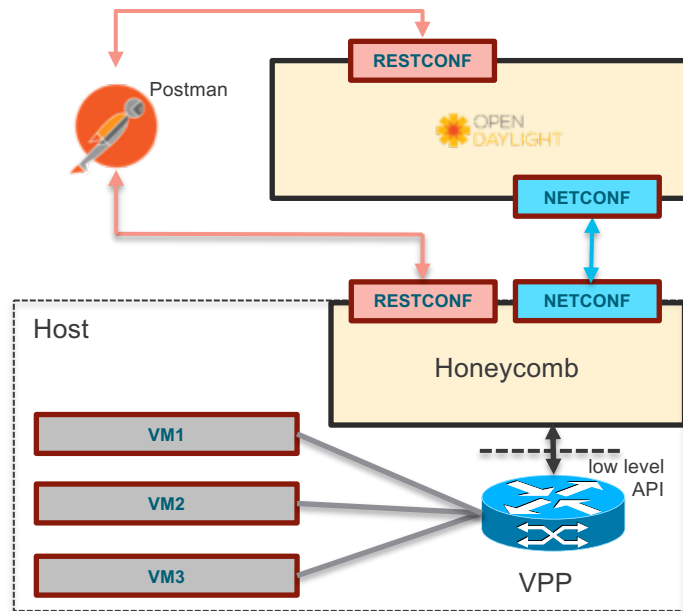 RESTCONF
Postman
OPEN
DAYLIGHT
NETCONF
RESTCONF
NETCONF
Host
Honeycomb
VM1
low level
API
VM2
VM3
VPP